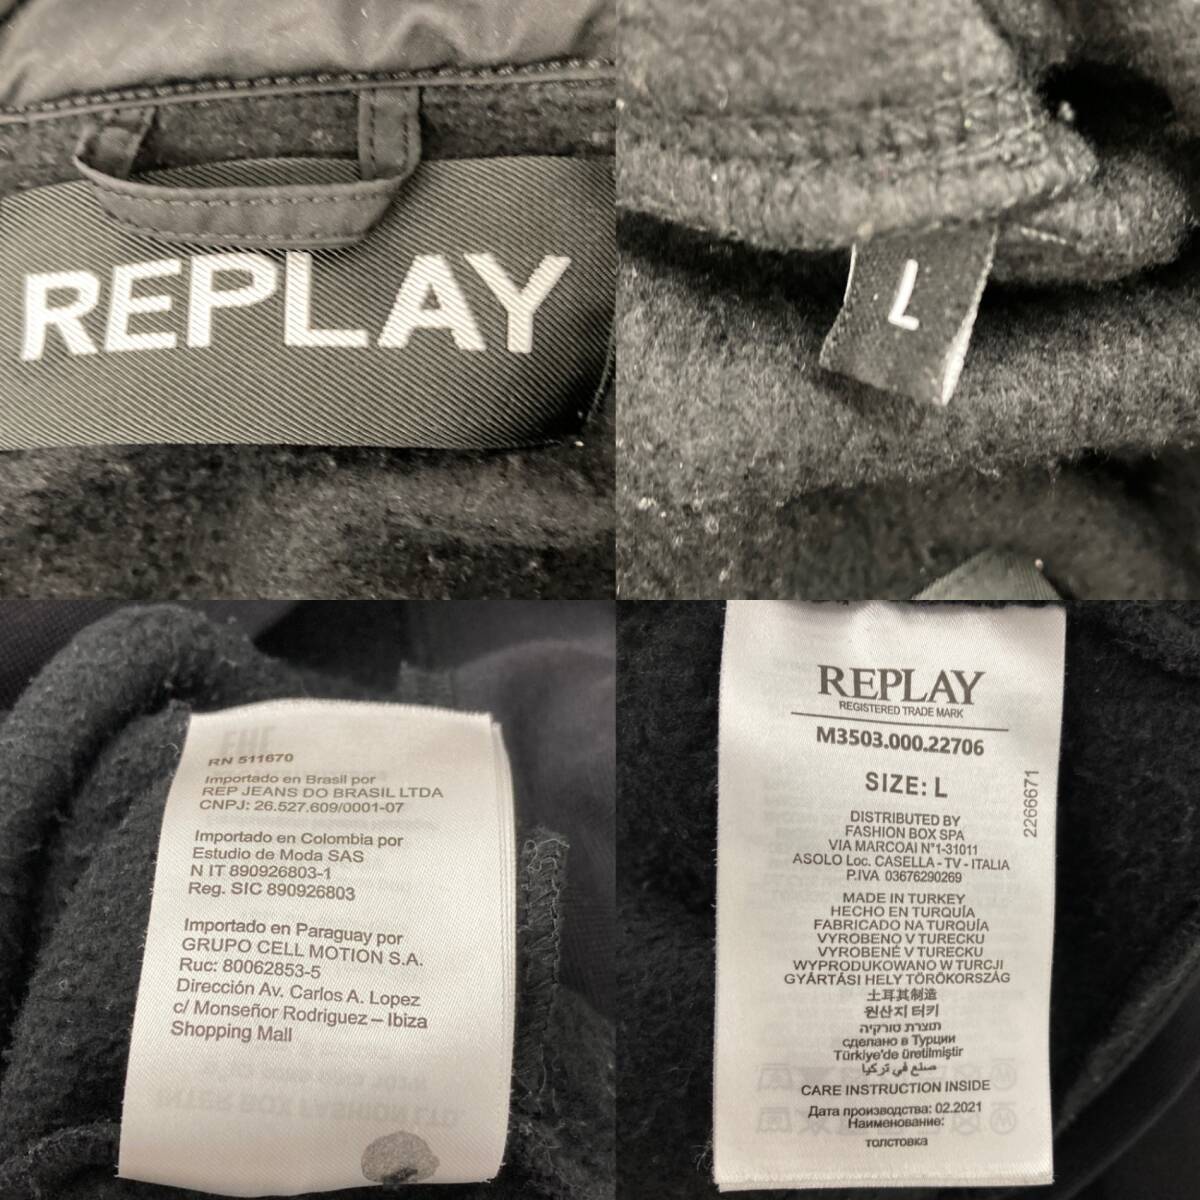 REPLAY
L
RN 511670
Importado en Brasil por
REP JEANS DO BRASIL LTDA
CNPJ: 26.527.609/0001-07
Importado en Colombia por
Estudio de Moda SAS
N IT 890926803-1
Reg. SIC 890926803
Importado en Paraguay por
GRUPO CELL MOTION S.A.
Ruc: 80062853-5
Dirección Av. Carlos A. Lopez
c/ Monseñor Rodriguez – Ibiza
Shopping Mall
REPLAY
REGISTERED TRADE MARK
M3503.000.22706
SIZE: L
2266671
DISTRIBUTED BY
FASHION BOX SPA
VIA MARCOAI N°1-31011
ASOLO Loc. CASELLA - TV - ITALIA
P.IVA 03676290269
MADE IN TURKEY
HECHO EN TURQUÍA
FABRICADO NA TURQUÍA
VYROBENO V TURECKU
VYROBENÉ V TURECKU
WYPRODUKOWANO W TURCJI
GYÁRTÁSI HELY TÖRÖKORSZÁG
土耳其制造
원산지 터키
תוצרת טורקיה
сделано в Турции
Türkiye'de üretilmiştir
صنع في تركيا
CARE INSTRUCTION INSIDE
Дата производства: 02.2021
Наименование:
толстовка